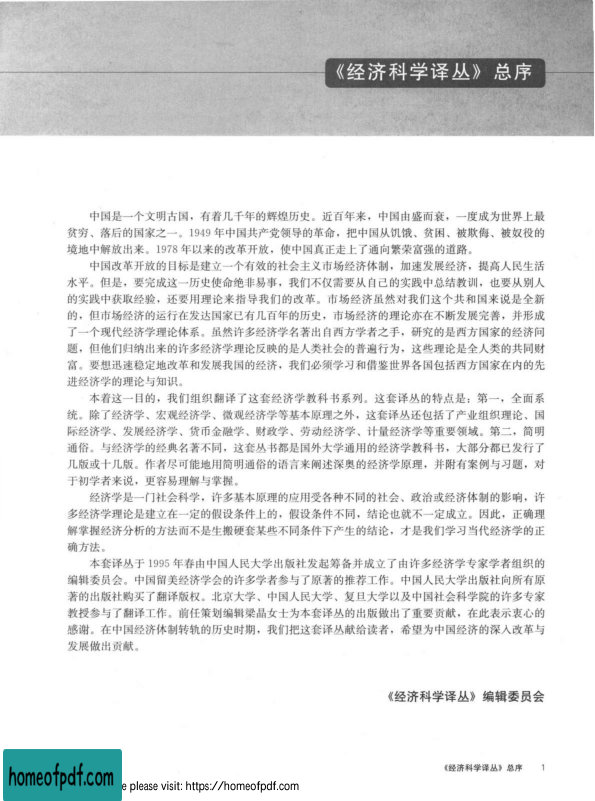 《经济科学译丛》总序
中国是一个文明古国，有着几千年的辉煌历史。近百年来，中国由盛而衰，一度成为世界上最
贫穷、落后的国家之一。1949 年中国共产党领导的革命，把中国从饥饿、贫困、被欺侮、被奴役的
境地中解放出来。1978 年以来的改革开放，使中国真正走上了通向繁荣富强的道路。
中国改革开放的目标是建立一个有效的社会主义市场经济体制，加速发展经济，提高人民生活
水平。但是，要完成这一历史使命绝非易事，我们不仅需要从自己的实践中总结教训，也要从别人
的实践中获取经验，还要用理论来指导我们的改革。市场经济虽然对我们这个共和国来说是全新
的，但市场经济的运行在发达国家已有几百年的历史，市场经济的理论亦在不断发展完善，并形成
了一个现代经济学理论体系。虽然许多经济学名著出自西方学者之手，研究的是西方国家的经济问
题，但他们归纳出来的许多经济学理论反映的是人类社会的普遍行为，这些理论是全人类的共同财
富。要想迅速稳定地改革和发展我国的经济，我们必须学习和借鉴世界各国包括西方国家在内的先
进经济学的理论与知识。
本着这一目的，我们组织翻译了这套经济学教科书系列。这套译丛的特点是：第一，全面系
统。除了经济学、宏观经济学、微观经济学等基本原理之外，这套译丛还包括了产业组织理论、国
际经济学、发展经济学、货币金融学、财政学、劳动经济学、计量经济学等重要领域。第二，简明
通俗。与经济学的经典名著不同，这套丛书都是国外大学通用的经济学教科书，大部分都已发行了
几版或十几版。作者尽可能地用简明通俗的语言来阐述深奥的经济学原理，并附有案例与习题，对
于初学者来说，更容易理解与掌握。
经济学是一门社会科学，许多基本原理的应用受各种不同的社会、政治或经济体制的影响，许
多经济学理论是建立在一定的假设条件上的，假设条件不同，结论也就不一定成立。因此，正确理
解掌握经济分析的方法而不是生搬硬套某些不同条件下产生的结论，才是我们学习当代经济学的正
确方法。
本套译丛于 1995 年春由中国人民大学出版社发起筹备并成立了由许多经济学专家学者组织的
编辑委员会。中国留美经济学会的许多学者参与了原著的推荐工作。中国人民大学出版社向所有原
著的出版社购买了翻译版权。北京大学、中国人民大学、复旦大学以及中国社会科学院的许多专家
教授参与了翻译工作。前任策划编辑梁晶女士为本套译丛的出版做出了重要贡献，在此表示衷心的
感谢。在中国经济体制转轨的历史时期，我们把这套译丛献给读者，希望为中国经济的深入改革与
发展做出贡献。
《经济科学译丛》编辑委员会
《经济科学译丛》总序 1
homeofpdf.com
e please visit: https://homeofpdf.com